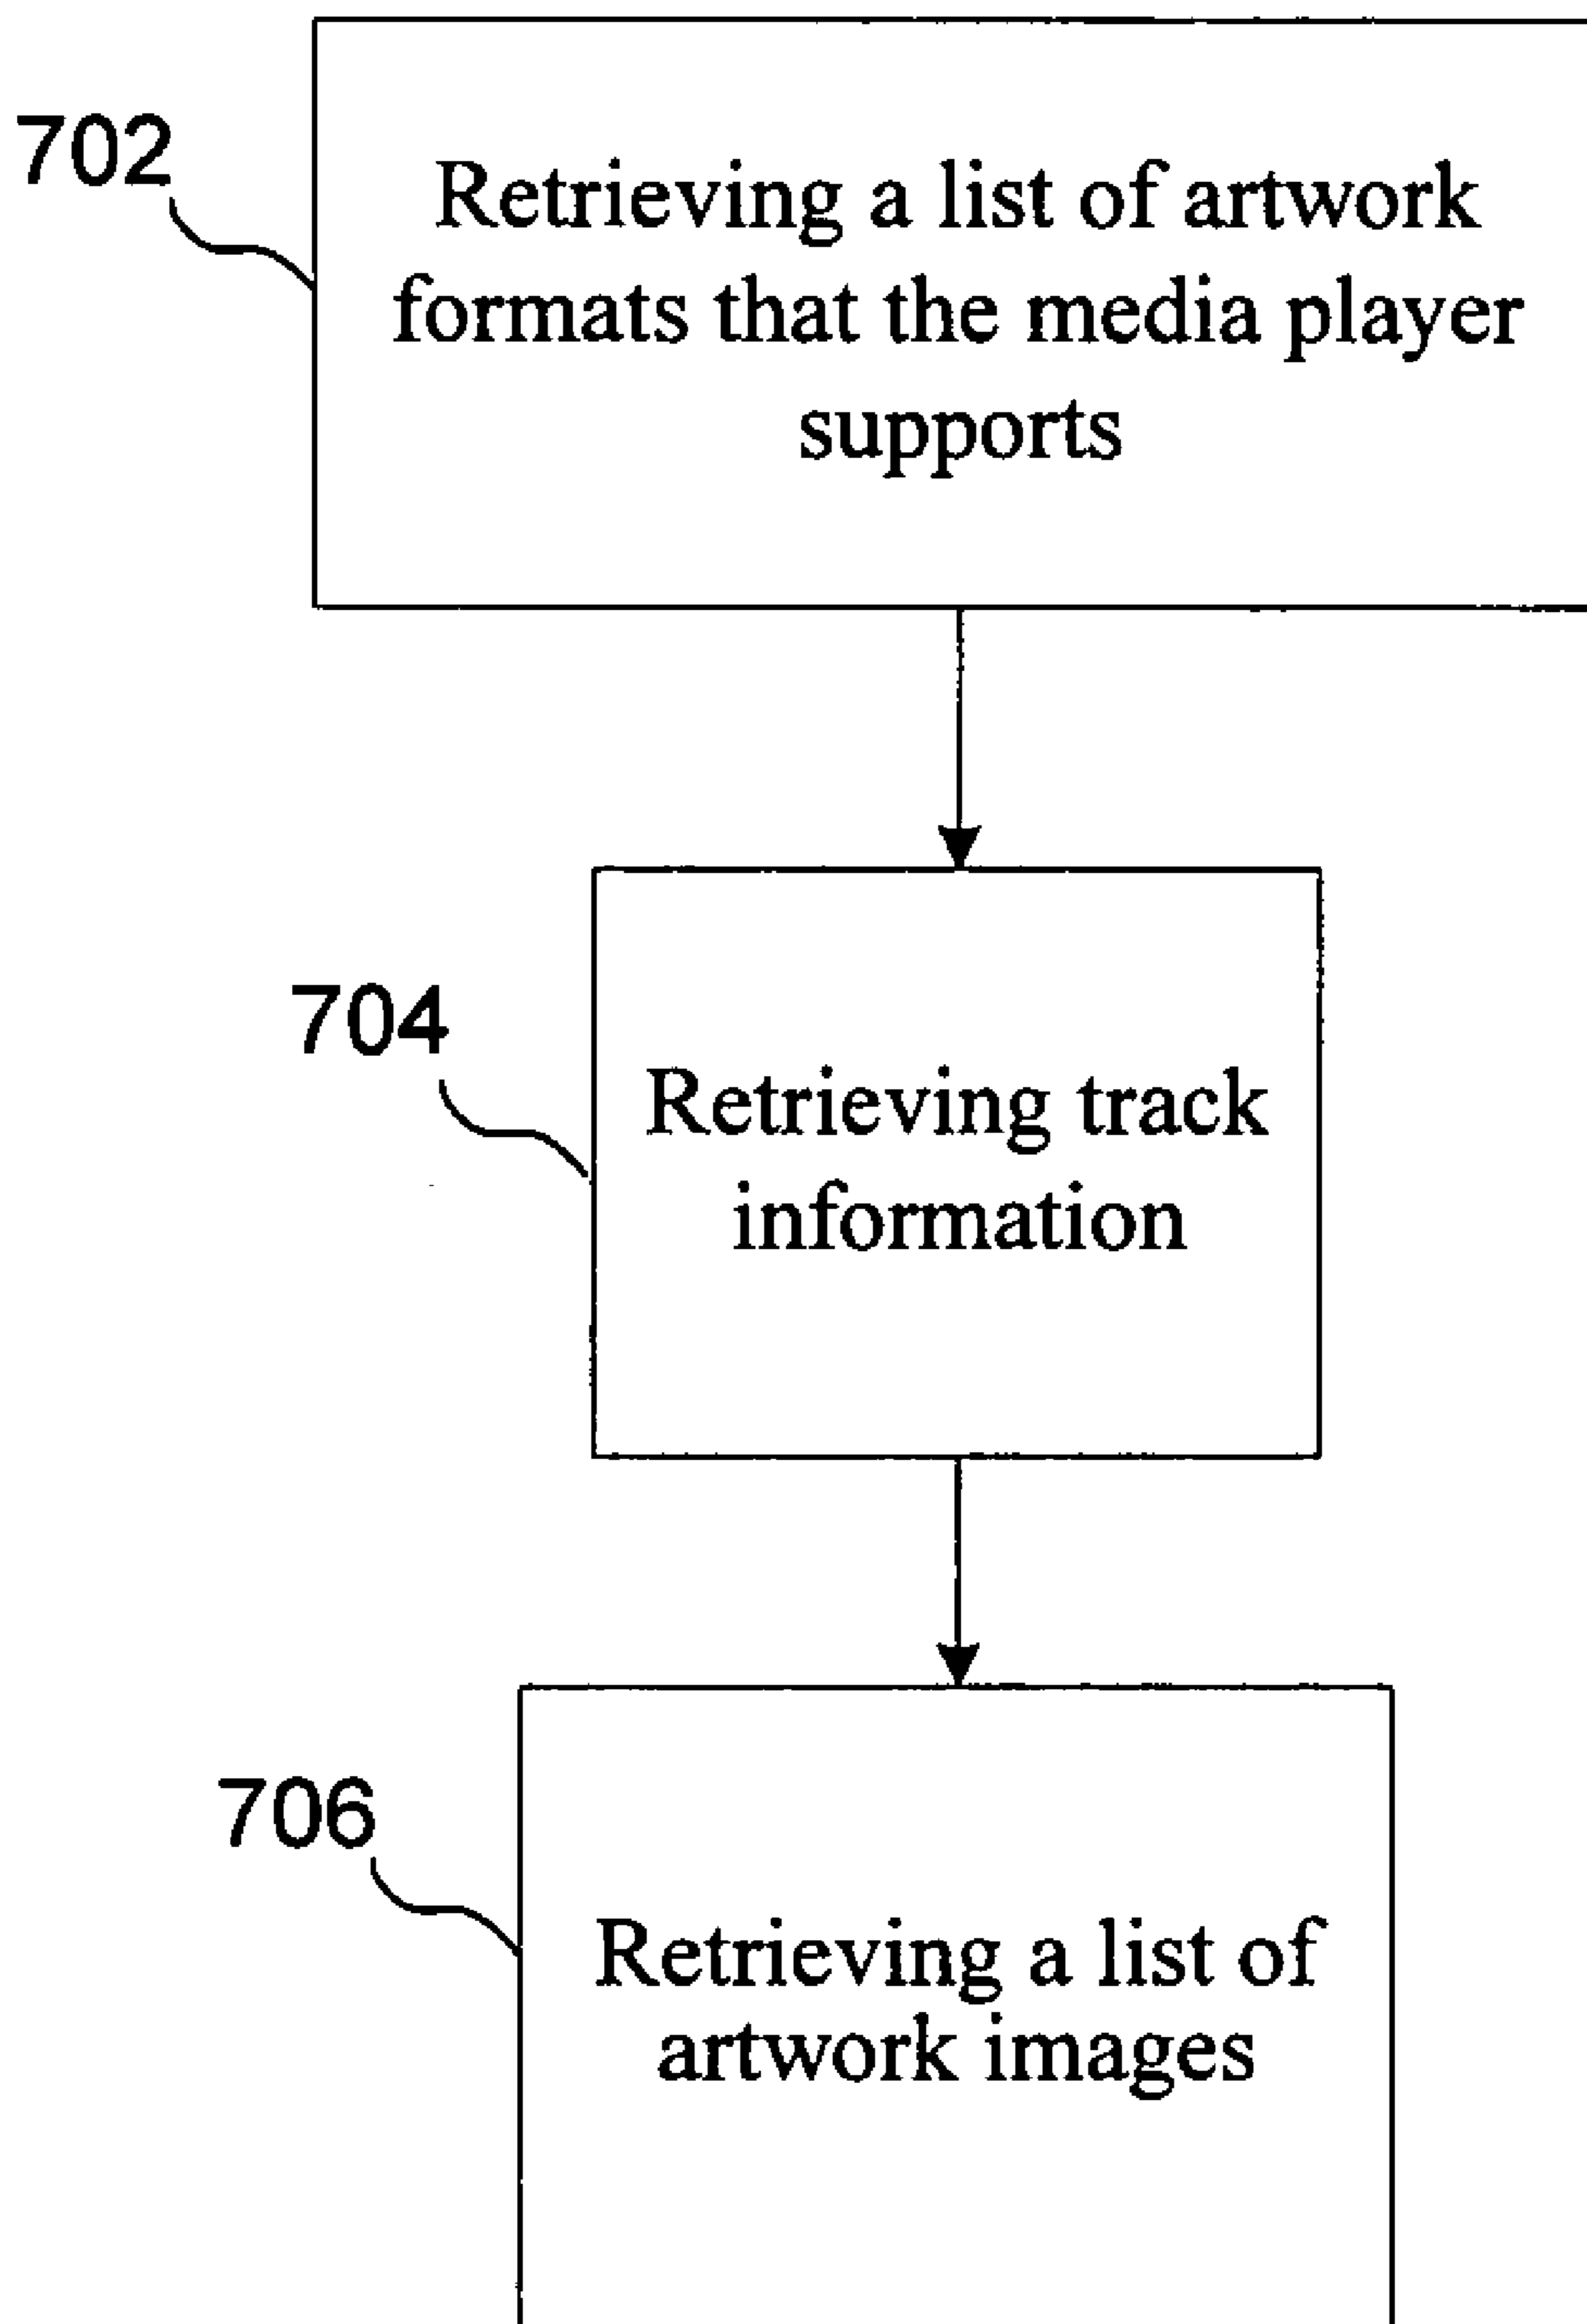 702
Retrieving a list of artwork
formats that the media player
supports
704
Retrieving track
information
706
Retrieving a list of
artwork images